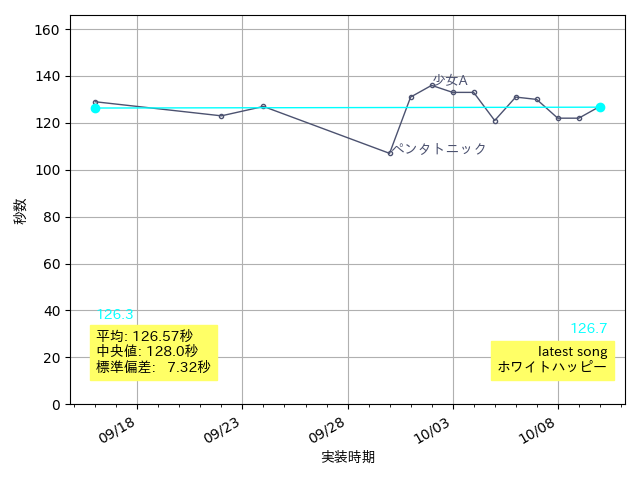 160
140
120
100
80
60
40
20
0
秒数
少女A
ペンタトニック
126.3
平均: 126.57秒
中央値: 128.0秒
標準偏差:   7.32秒
126.7
latest song
ホワイトハッピー
09/18
09/23
09/28
10/03
10/08
実装時期